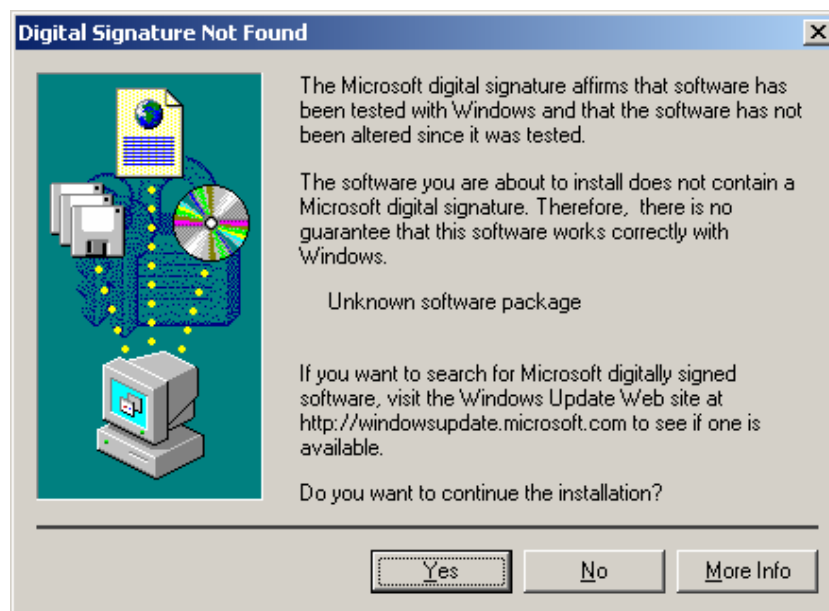 Digital Signature Not Found
The Microsoft digital signature affirms that software has
been tested with Windows and that the software has not
been altered since it was tested.
The software you are about to install does not contain a
Microsoft digital signature. Therefore, there is no
guarantee that this software works correctly with
Windows.
Unknown software package
If you want to search for Microsoft digitally signed
software, visit the Windows Update Web site at
http://windowsupdate.microsoft.com to see if one is
available.
Do you want to continue the installation?
Yes
No
More Info